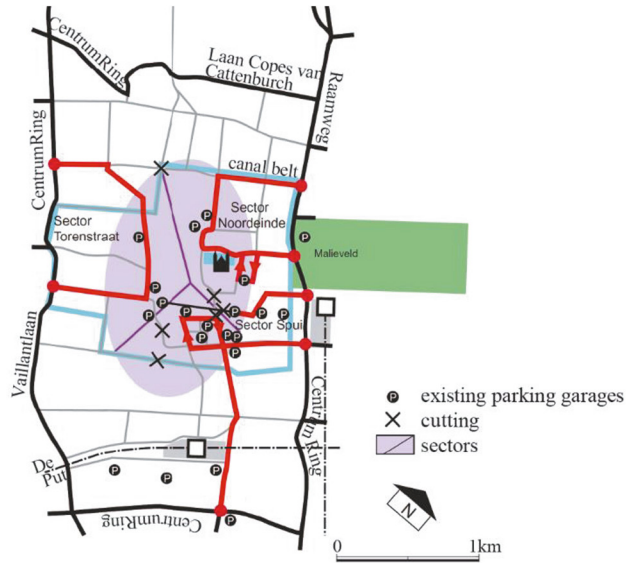 CentrumRing
Laan Copes van
Cattenburch
Raamweg
CentrumRing
canal belt
Sector
Torenstraat
Sector
Noordeinde
P
P
P
P
Malieveld
P
P
P
P
P
P
P
P
P
P
P
P
P
Sector Spui
P
Vaillantlaan
Centrum Ring
De
Put
P
P
P
CentrumRing
P
P existing parking garages
cutting
sectors
N
0 1km